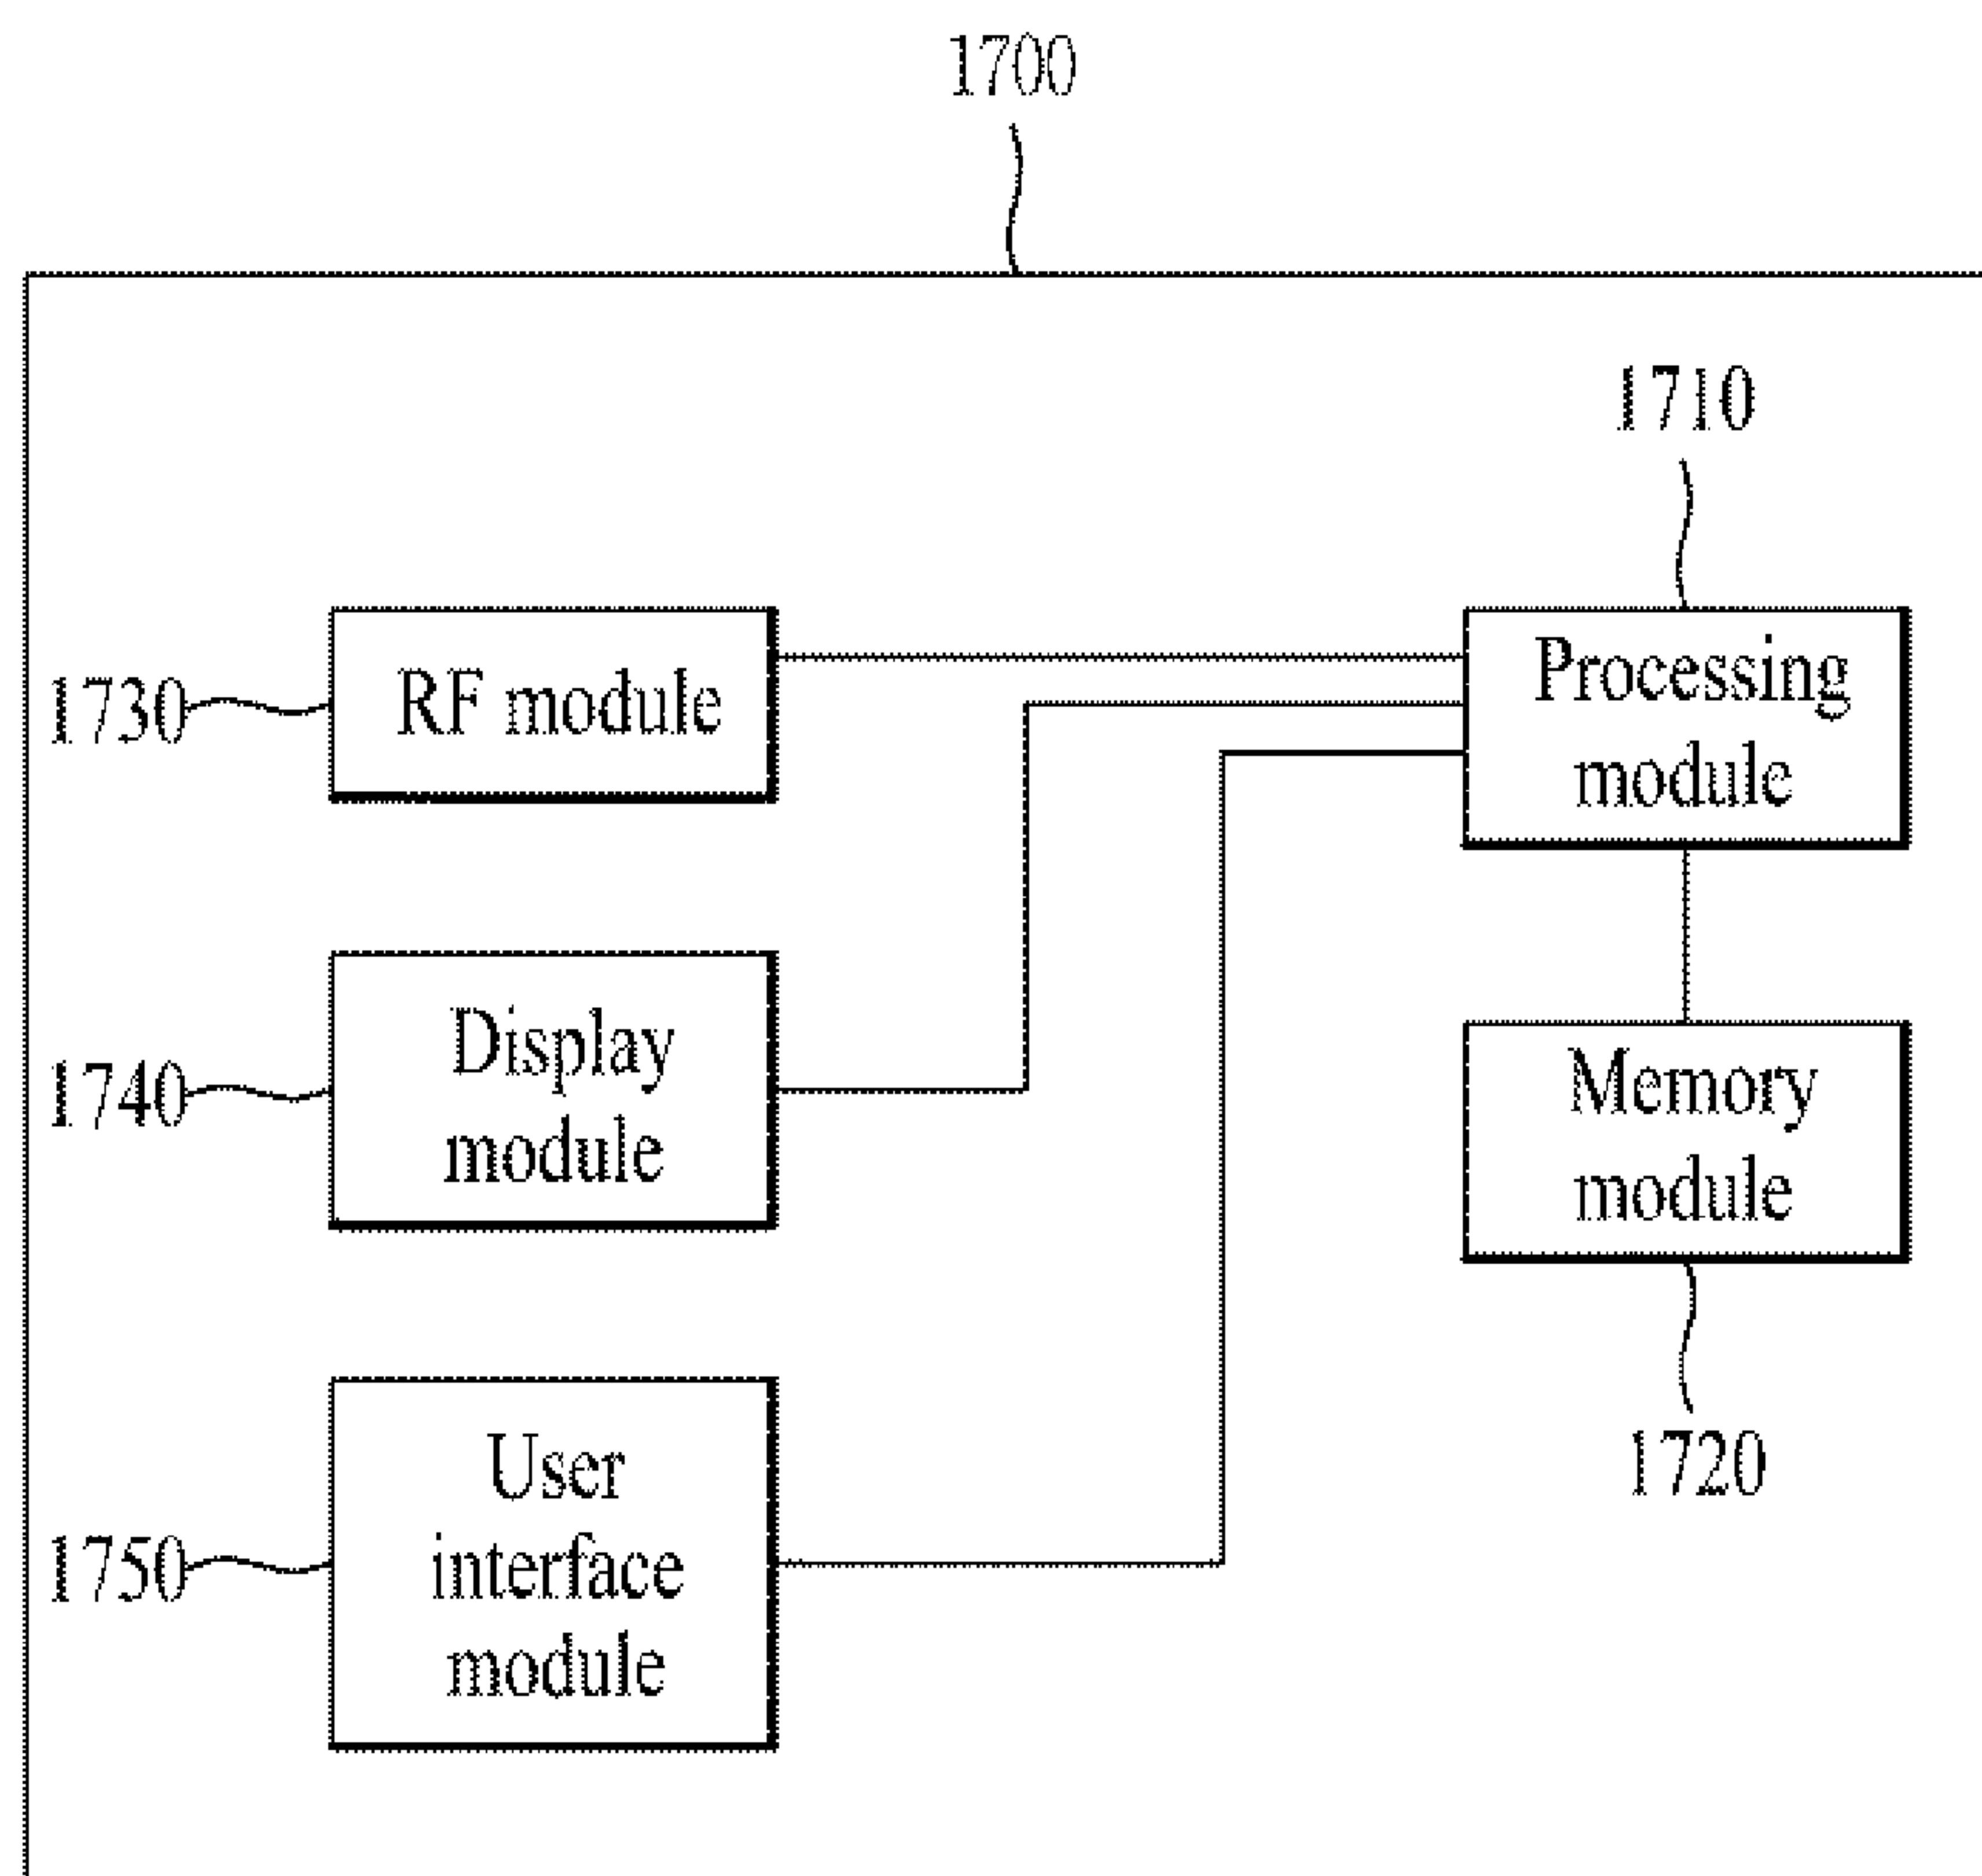 1700
1710
1730
RF module
Processing
module
1740
Display
module
Memory
module
1720
1750
User
interface
module